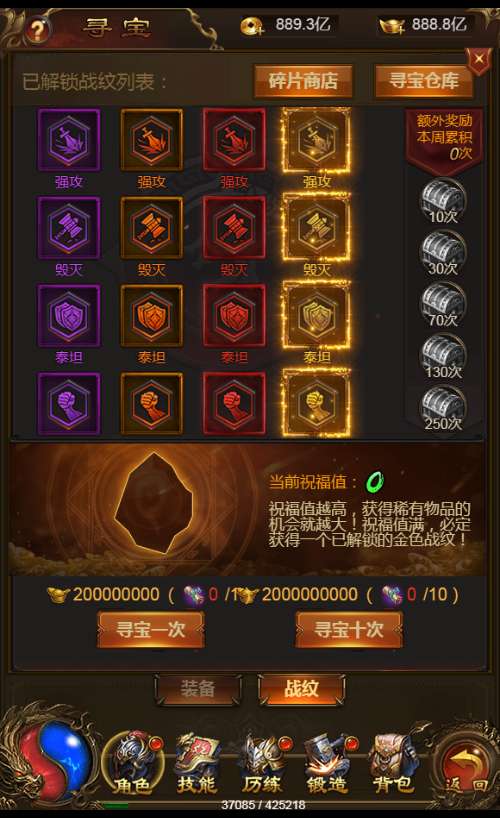 寻宝
889.3亿
888.8亿
已解锁战纹列表：
碎片商店
寻宝仓库
额外奖励
本周累积
0次
强攻
强攻
强攻
强攻
10次
毁灭
毁灭
毁灭
毁灭
30次
泰坦
泰坦
泰坦
泰坦
70次
130次
250次
当前祝福值：0
祝福值越高，获得稀有物品的
机会就越大！祝福值满，必定
获得一个已解锁的金色战纹！
200000000 ( 0 /1
2000000000 ( 0 /10 )
寻宝一次
寻宝十次
装备
战纹
角色
技能
历练
锻造
背包
返回
37085 / 425218